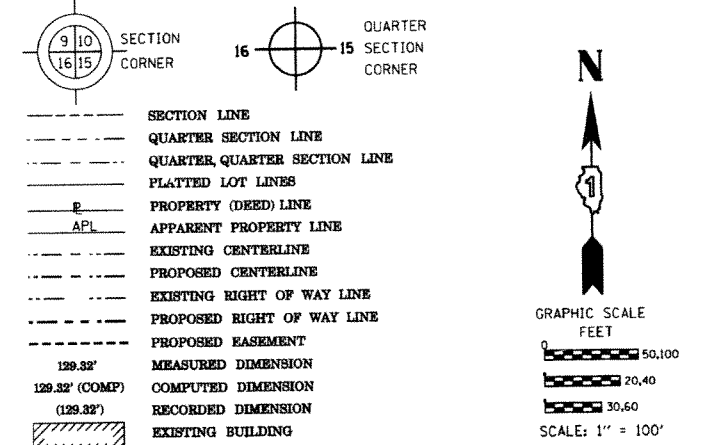 9 10
16 15
SECTION
CORNER
16
15
QUARTER
SECTION
CORNER
N
1
SECTION LINE
QUARTER SECTION LINE
QUARTER, QUARTER SECTION LINE
PLATTED LOT LINES
PL PROPERTY (DEED) LINE
APL APPARENT PROPERTY LINE
EXISTING CENTERLINE
PROPOSED CENTERLINE
EXISTING RIGHT OF WAY LINE
PROPOSED RIGHT OF WAY LINE
PROPOSED EASEMENT
129.32' MEASURED DIMENSION
129.32' (COMP) COMPUTED DIMENSION
(129.32') RECORDED DIMENSION
EXISTING BUILDING
GRAPHIC SCALE
FEET
0
50,100
20,40
30,60
SCALE: 1" = 100'